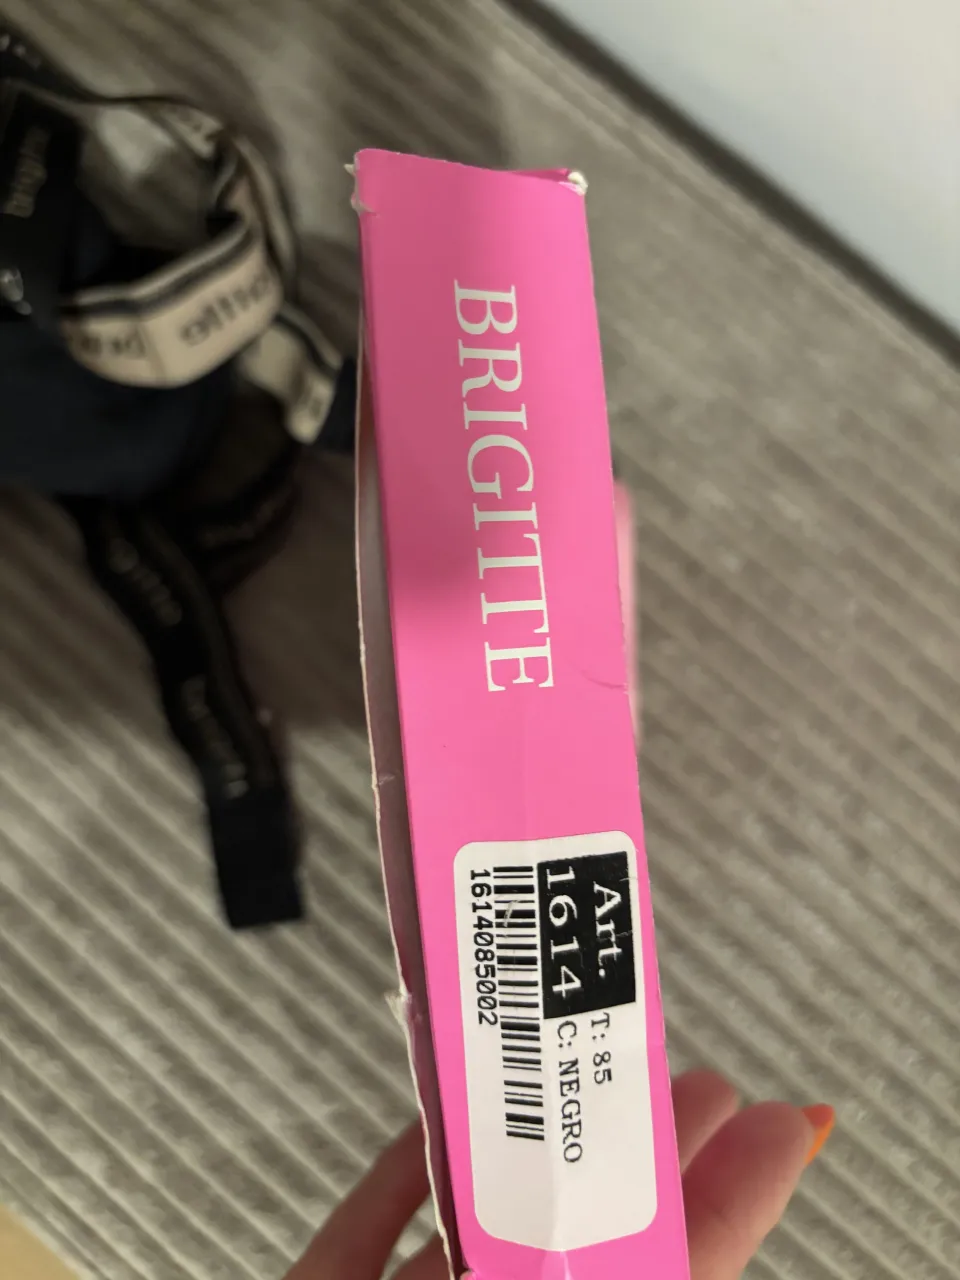 BRIGITTE
Art.
1614
T: 85
C: NEGRO
1614085002